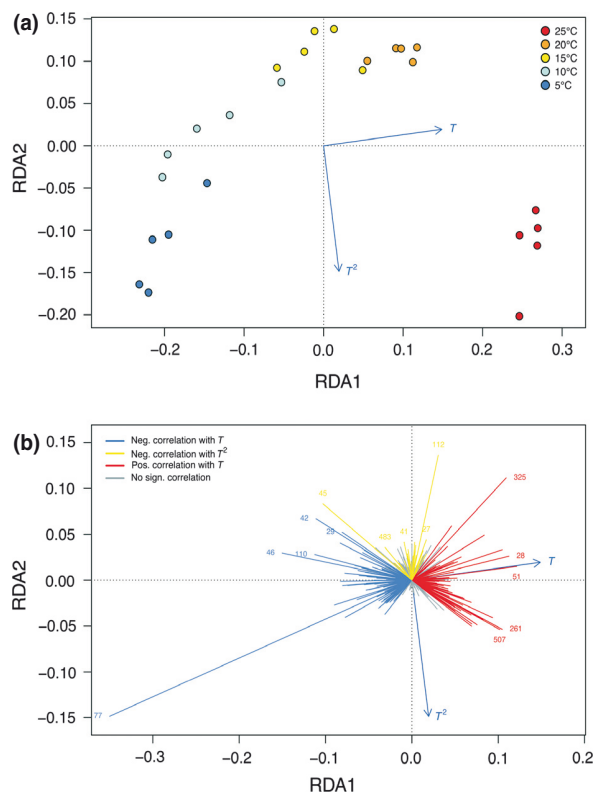 (a)
0.15
0.10
0.05
0.00
−0.05
−0.10
−0.15
−0.20
RDA2
25°C
20°C
15°C
10°C
5°C
T
T²
−0.2
−0.1
0.0
0.1
0.2
0.3
RDA1
(b)
0.15
0.10
0.05
0.00
−0.05
−0.10
−0.15
RDA2
Neg. correlation with T
Neg. correlation with T²
Pos. correlation with T
No sign. correlation
112
325
45
42
29
483
41
27
46
110
28
T
51
261
507
77
T²
−0.3
−0.2
−0.1
0.0
0.1
0.2
RDA1